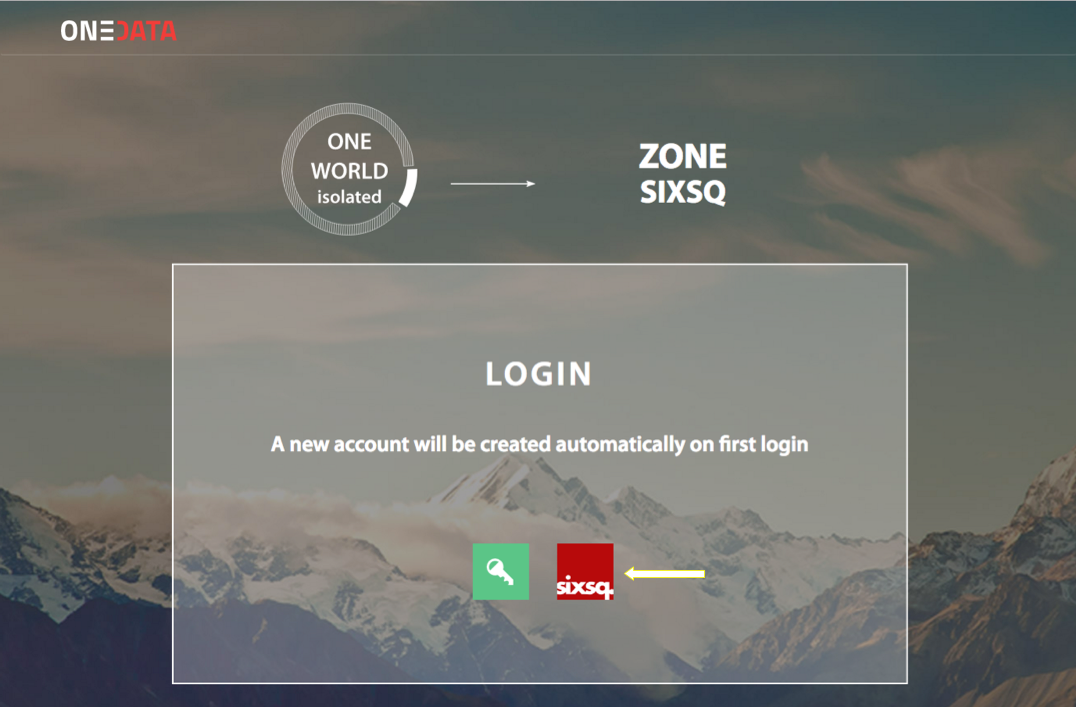 ONEDATA
ONE
WORLD
isolated
ZONE
SIXSQ
LOGIN
A new account will be created automatically on first login
sixsq.